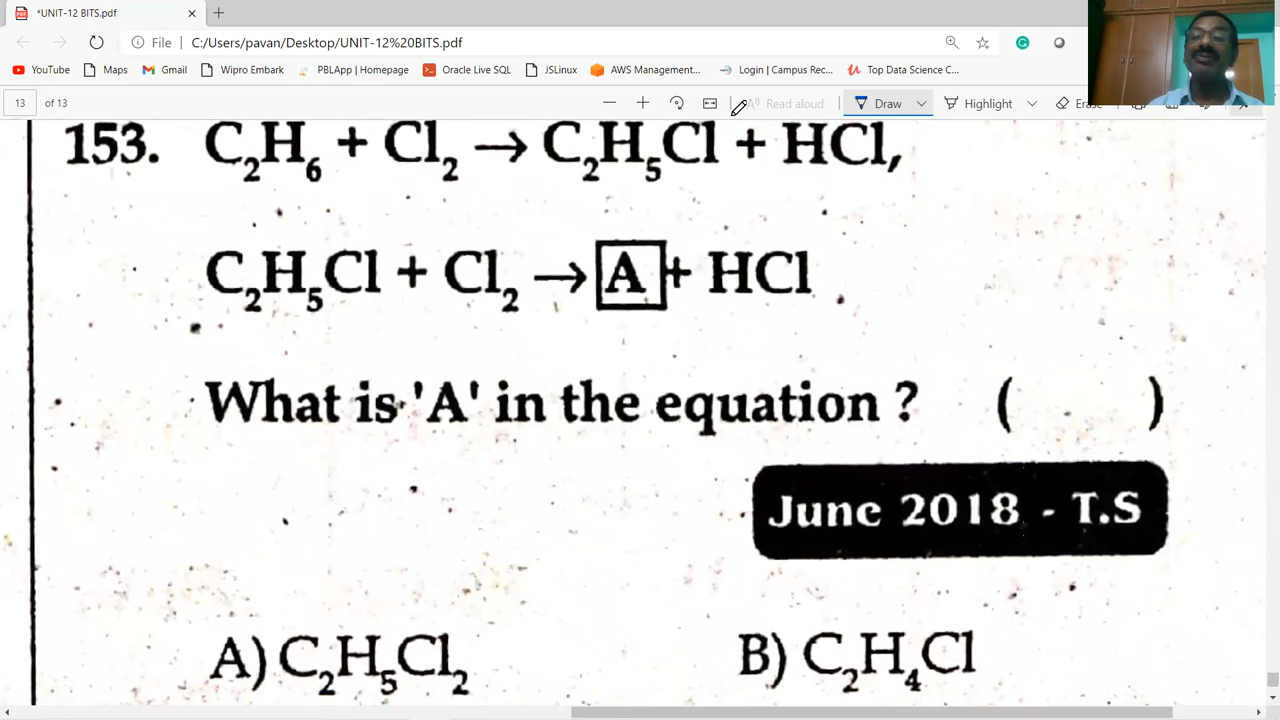 *UNIT-12 BITS.pdf
File C:/Users/pavan/Desktop/UNIT-12%20BITS.pdf
YouTube Maps Gmail Wipro Embark PBLApp | Homepage Oracle Live SQL JSLinux AWS Management... Login | Campus Rec... Top Data Science C...
13 of 13 Read aloud Draw Highlight Erase
153. C₂H₆ + Cl₂ → C₂H₅Cl + HCl,
C₂H₅Cl + Cl₂ → A + HCl
What is 'A' in the equation ? ( )
June 2018 - T.S
A) C₂H₅Cl₂ B) C₂H₄Cl